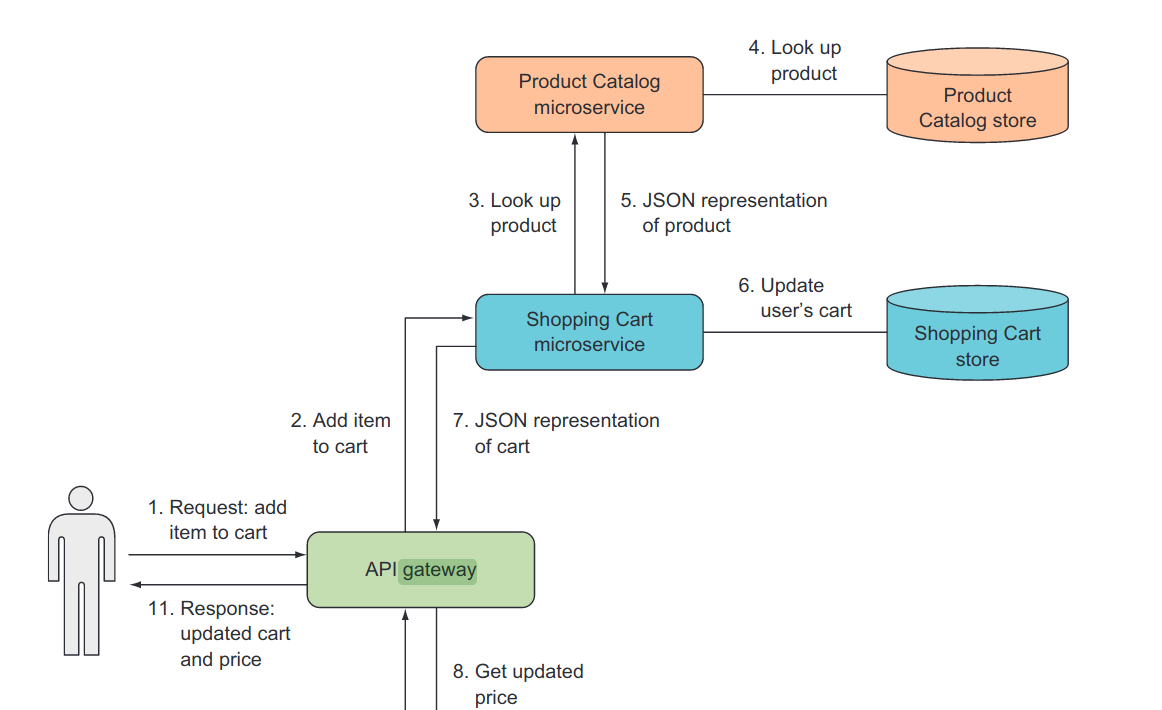 4. Look up
product
Product Catalog
microservice
Product
Catalog store
3. Look up
product
5. JSON representation
of product
6. Update
user's cart
Shopping Cart
microservice
Shopping Cart
store
2. Add item
to cart
7. JSON representation
of cart
1. Request: add
item to cart
API gateway
11. Response:
updated cart
and price
8. Get updated
price